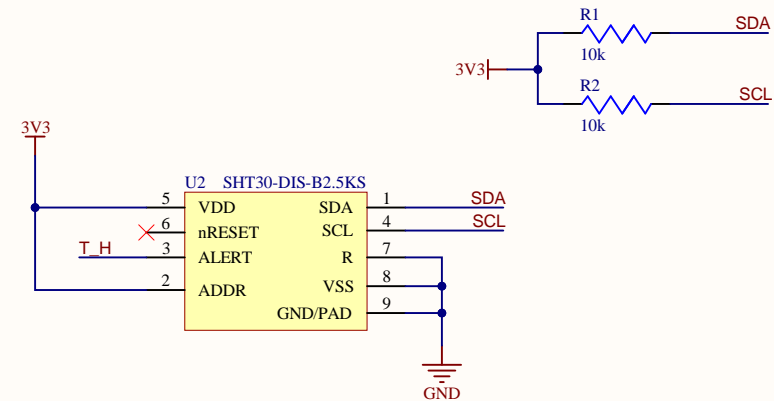 R1
SDA
10k
3V3
R2
SCL
10k
3V3
U2 SHT30-DIS-B2.5KS
5 VDD SDA 1 SDA
6 nRESET SCL 4 SCL
T_H 3 ALERT R 7
2 ADDR VSS 8
GND/PAD 9
GND